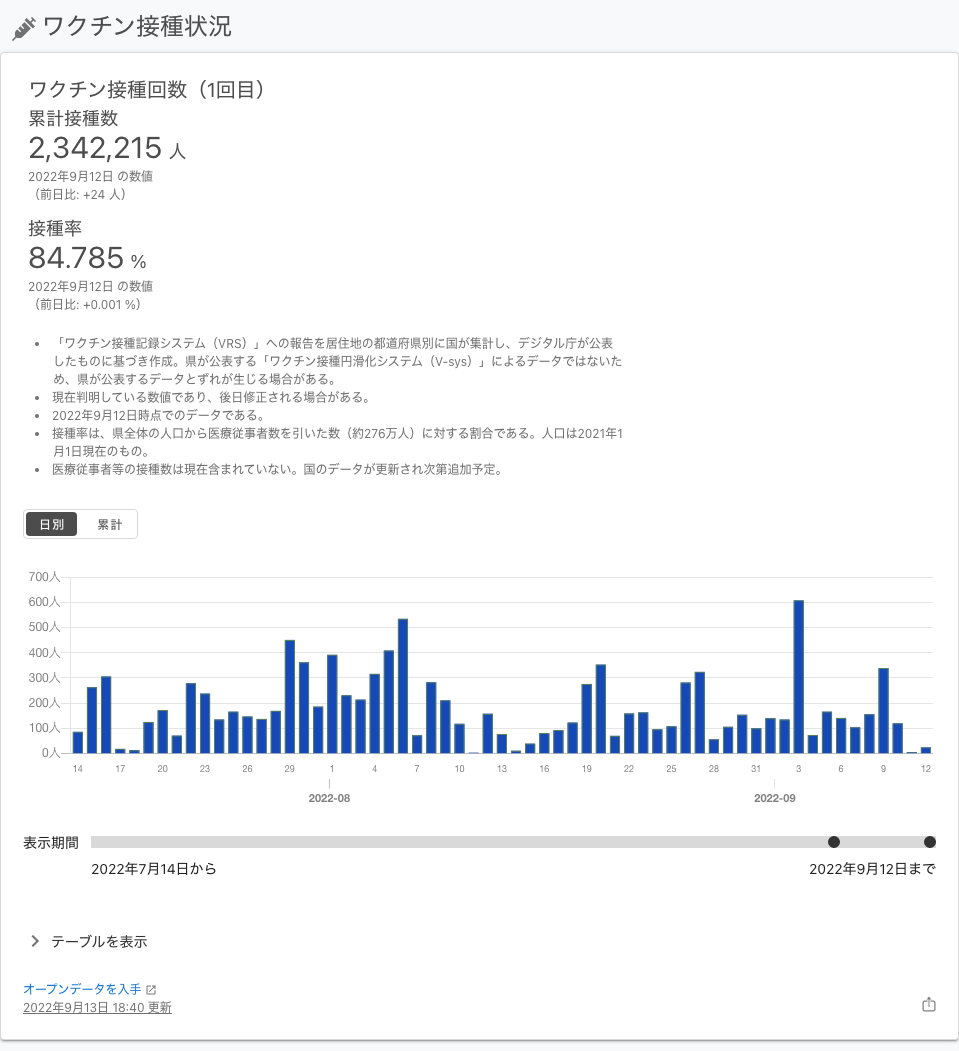 ワクチン接種状況
ワクチン接種回数（1回目）
累計接種数
2,342,215 人
2022年9月12日 の数値
（前日比: +24 人）
接種率
84.785 %
2022年9月12日 の数値
（前日比: +0.001 %）
「ワクチン接種記録システム（VRS）」への報告を居住地の都道府県別に国が集計し、デジタル庁が公表
したものに基づき作成。県が公表する「ワクチン接種円滑化システム（V-sys）」によるデータではないた
め、県が公表するデータとずれが生じる場合がある。
現在判明している数値であり、後日修正される場合がある。
2022年9月12日時点でのデータである。
接種率は、県全体の人口から医療従事者数を引いた数（約276万人）に対する割合である。人口は2021年1
月1日現在のもの。
医療従事者等の接種数は現在含まれていない。国のデータが更新され次第追加予定。
日別 累計
700人
600人
500人
400人
300人
200人
100人
0人
14 17 20 23 26 29 1 4 7 10 13 16 19 22 25 28 31 3 6 9 12
2022-08 2022-09
表示期間
2022年7月14日から 2022年9月12日まで
テーブルを表示
オープンデータを入手
2022年9月13日 18:40 更新